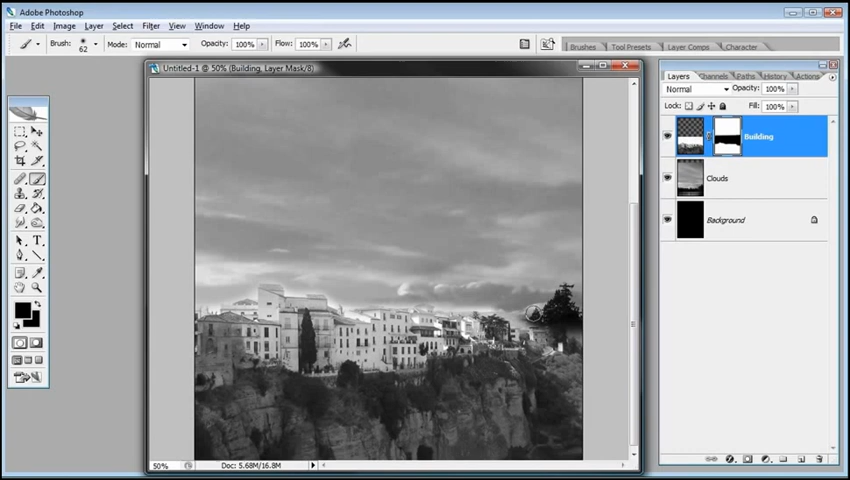 Adobe Photoshop
File Edit Image Layer Select Filter View Window Help
Brush: 62 Mode: Normal Opacity: 100% Flow: 100%
Brushes Tool Presets Layer Comps Character
Untitled-1 @ 50% (Building, Layer Mask/8)
Layers Channels Paths History Actions
Normal Opacity: 100%
Lock: Fill: 100%
Building
Clouds
Background
T
50% Doc: 5.68M/16.8M